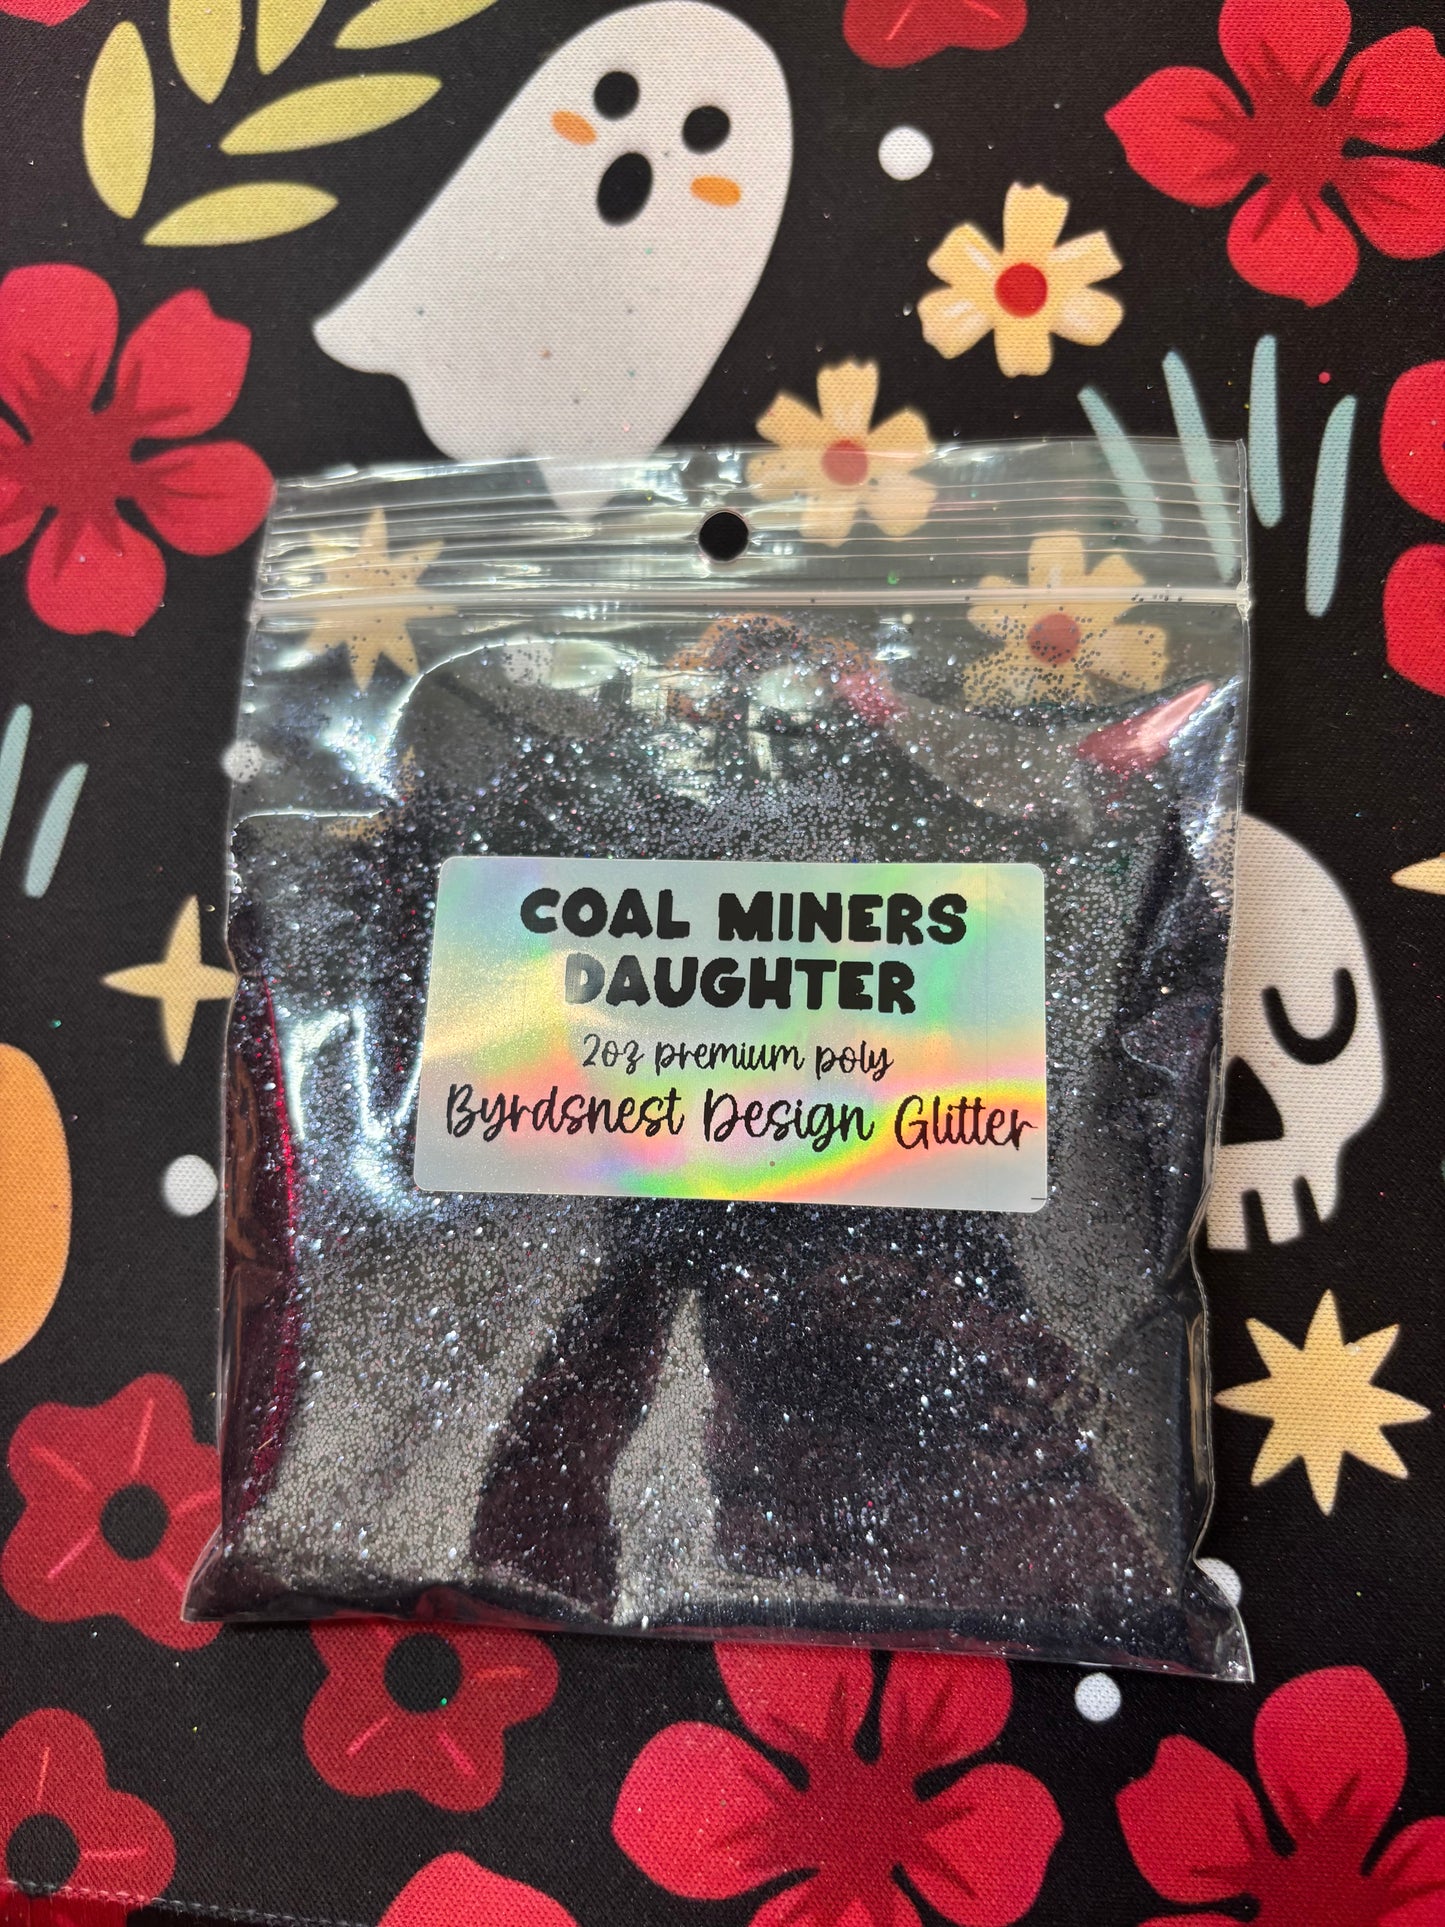 COAL MINERS
DAUGHTER
2oz premium poly
Byrdsnest Design Glitter